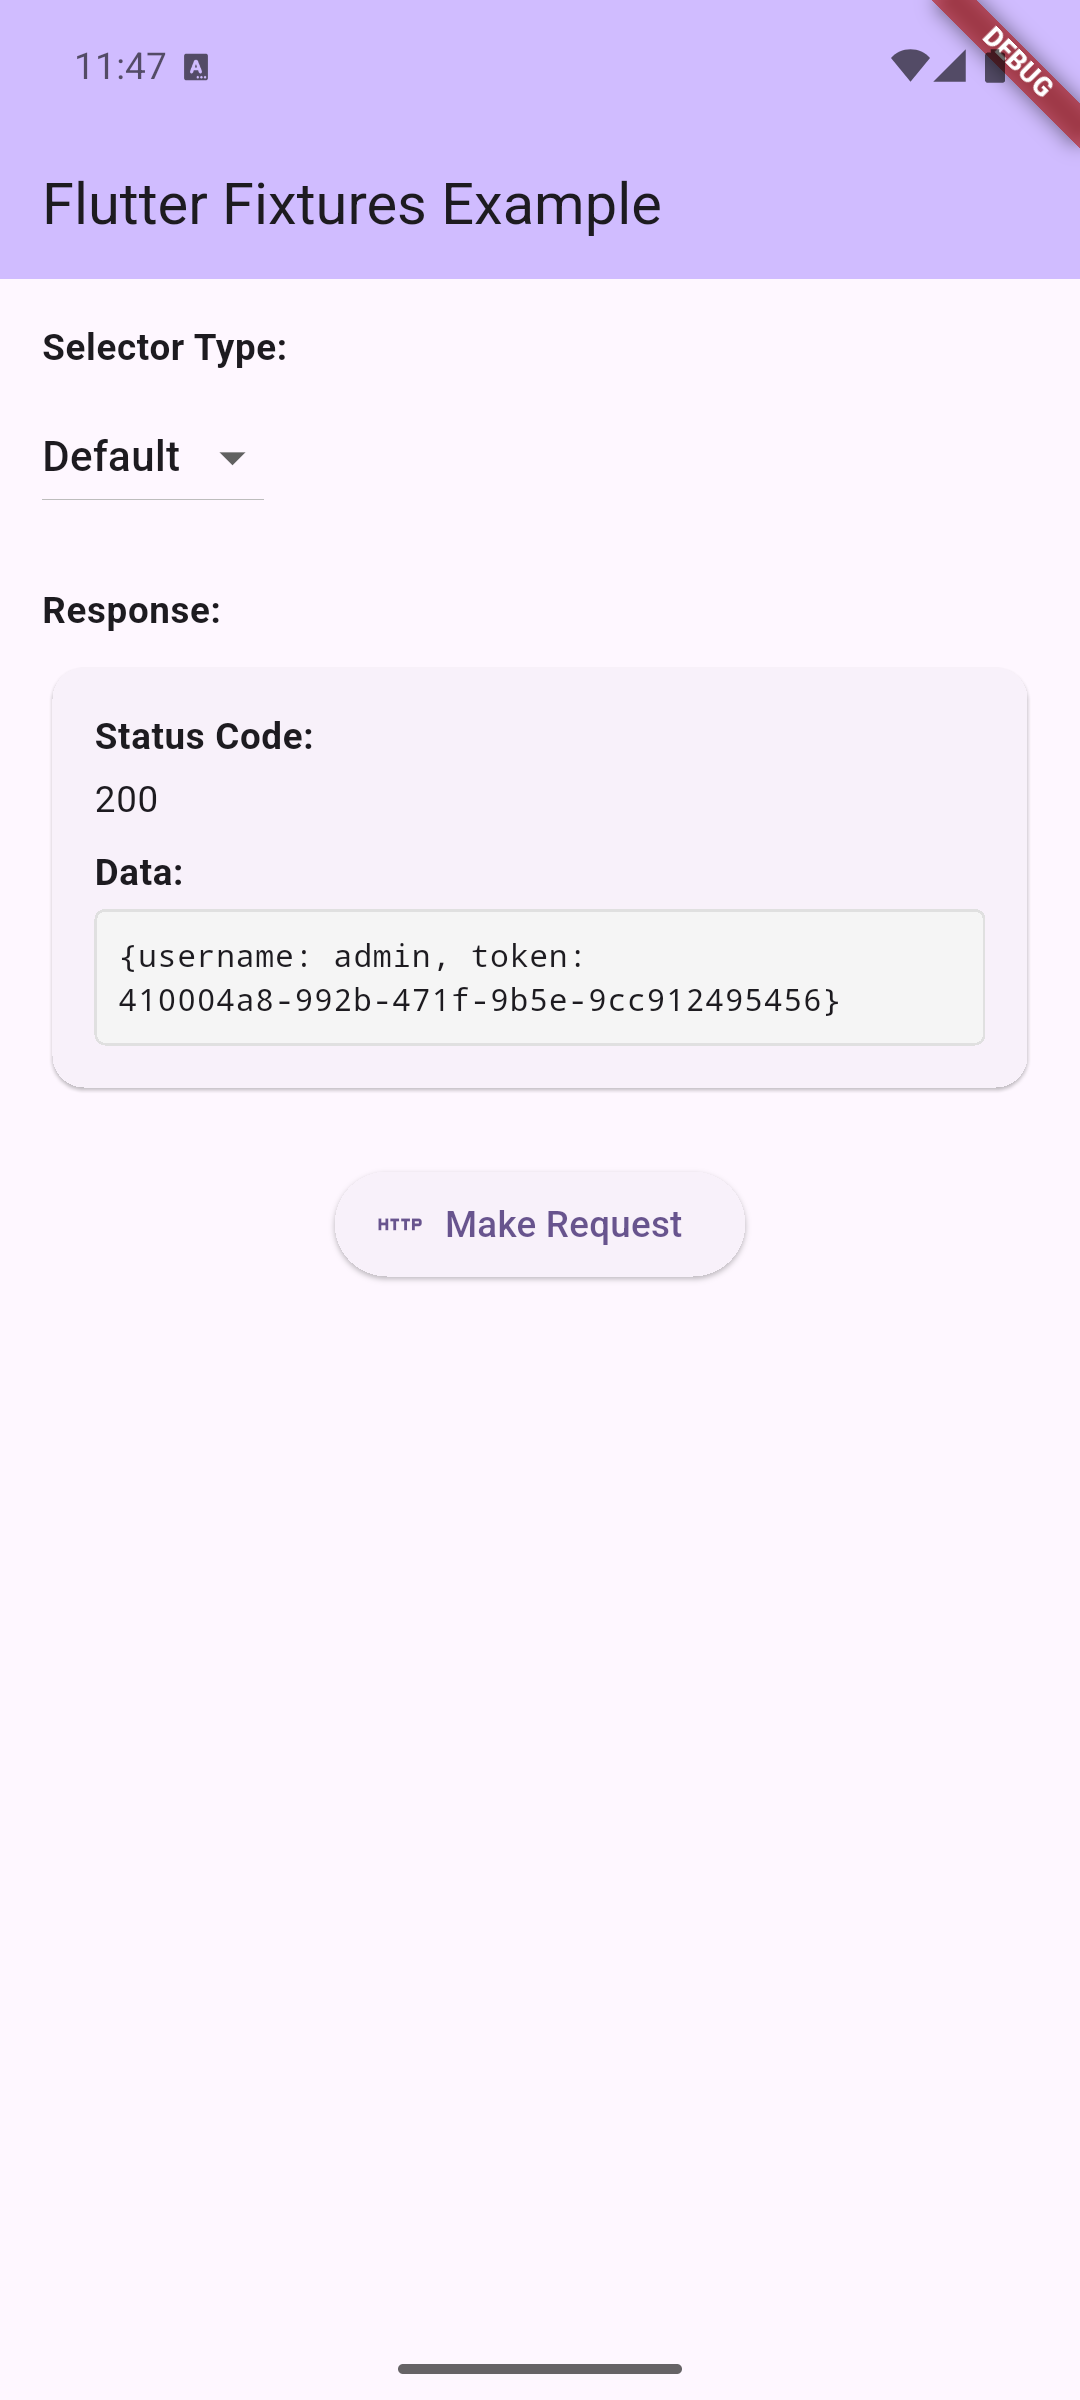 11:47
A
DEBUG
Flutter Fixtures Example
Selector Type:
Default
Response:
Status Code:
200
Data:
{username: admin, token:
410004a8-992b-471f-9b5e-9cc912495456}
HTTP Make Request